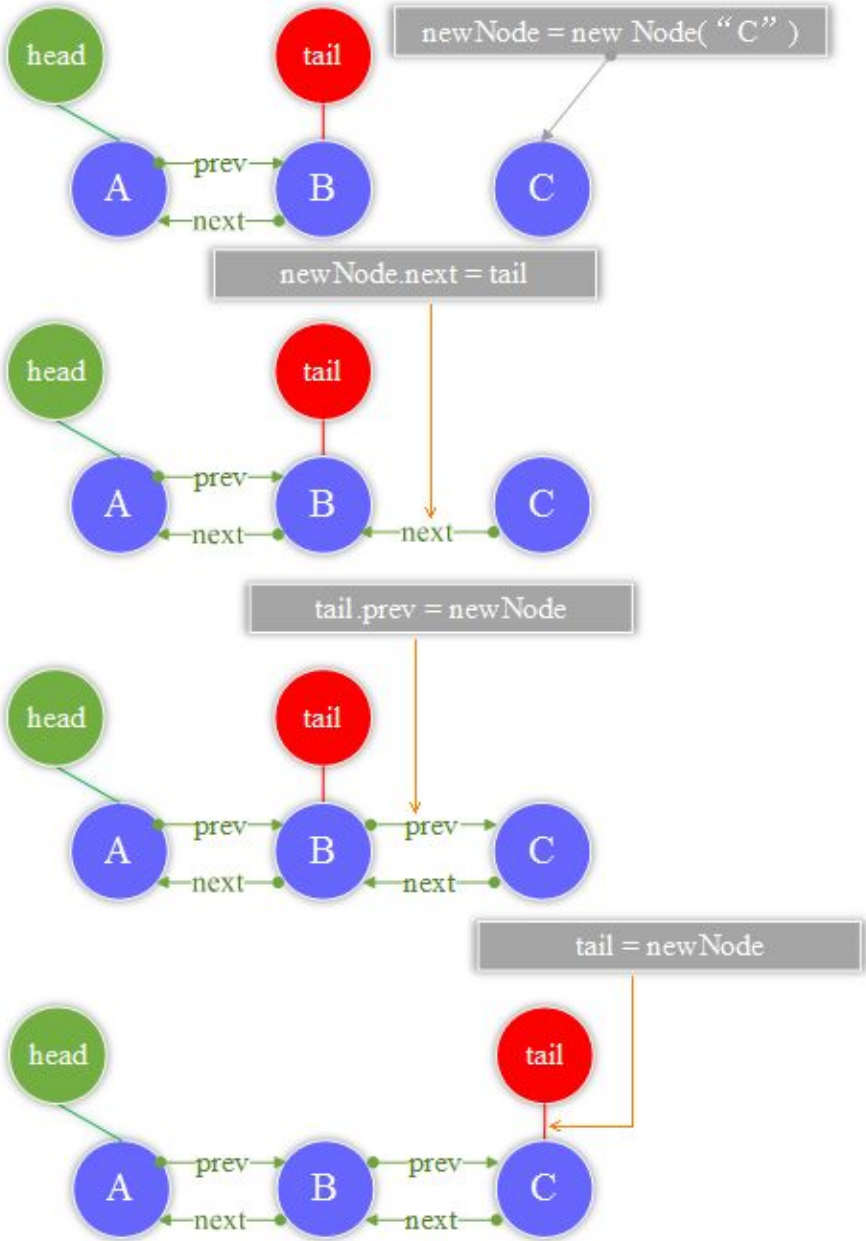 head
tail
newNode = new Node( “C” )
A
prev
B
C
next
newNode.next = tail
head
tail
A
prev
B
C
next
next
tail.prev = newNode
head
tail
A
prev
B
prev
C
next
next
tail = newNode
head
tail
A
prev
B
prev
C
next
next